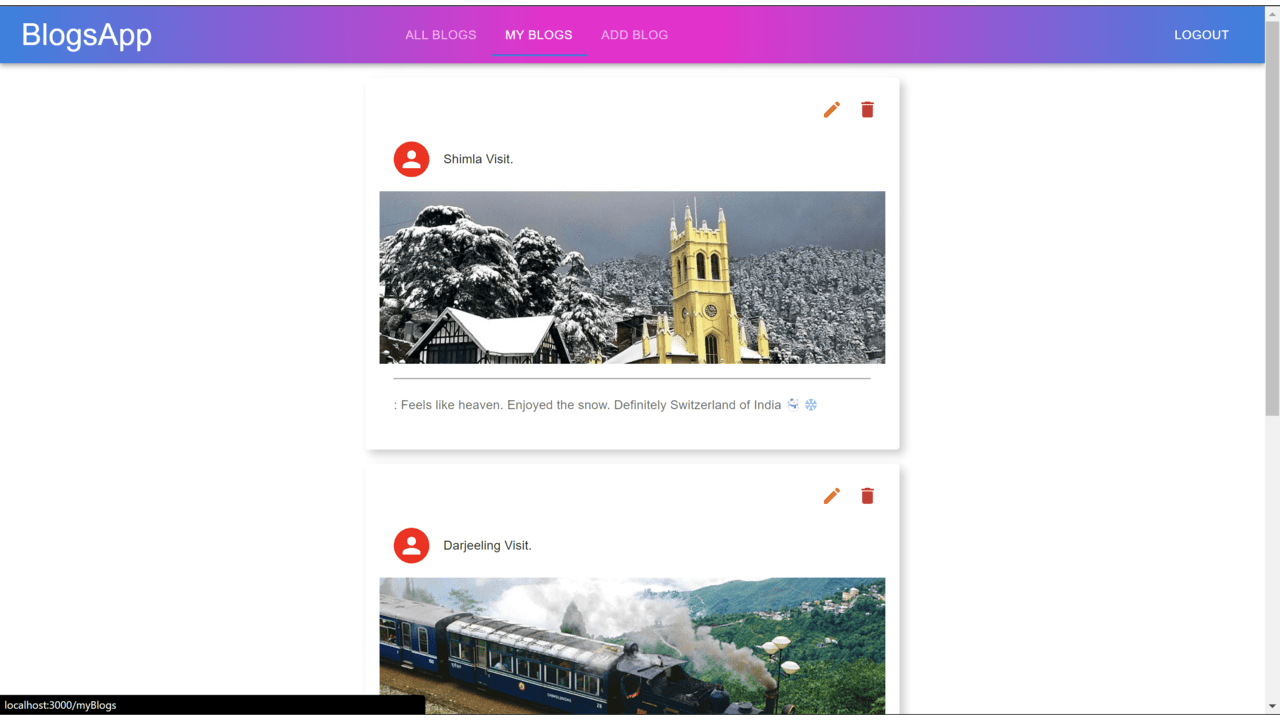 BlogsApp
ALL BLOGS
MY BLOGS
ADD BLOG
LOGOUT
Shimla Visit.
: Feels like heaven. Enjoyed the snow. Definitely Switzerland of India ☃️ ❄️
Darjeeling Visit.
localhost:3000/myBlogs